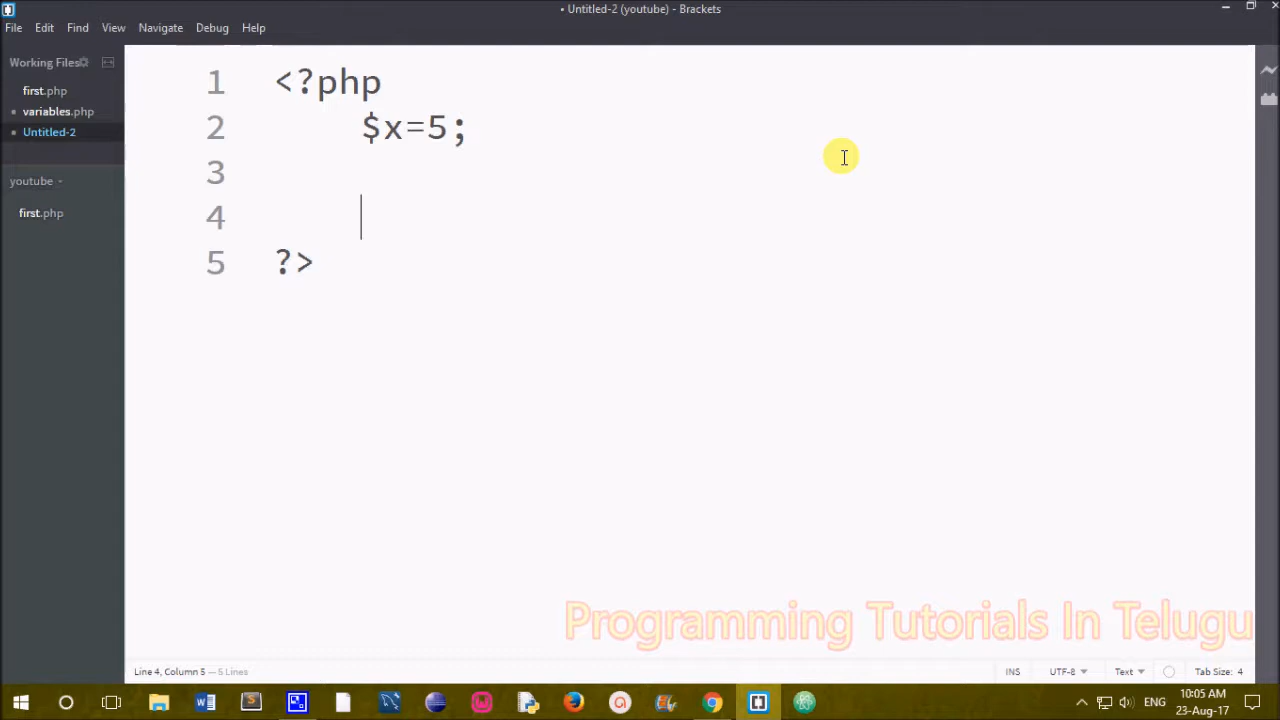 • Untitled-2 (youtube) - Brackets
File Edit Find View Navigate Debug Help
Working Files
first.php
• variables.php
• Untitled-2
youtube
first.php
1 <?php
2 $x=5;
3
4
5 ?>
Programming Tutorials In Telugu
Line 4, Column 5 — 5 Lines
INS UTF-8 Text Tab Size: 4
ENG
10:05 AM
23-Aug-17